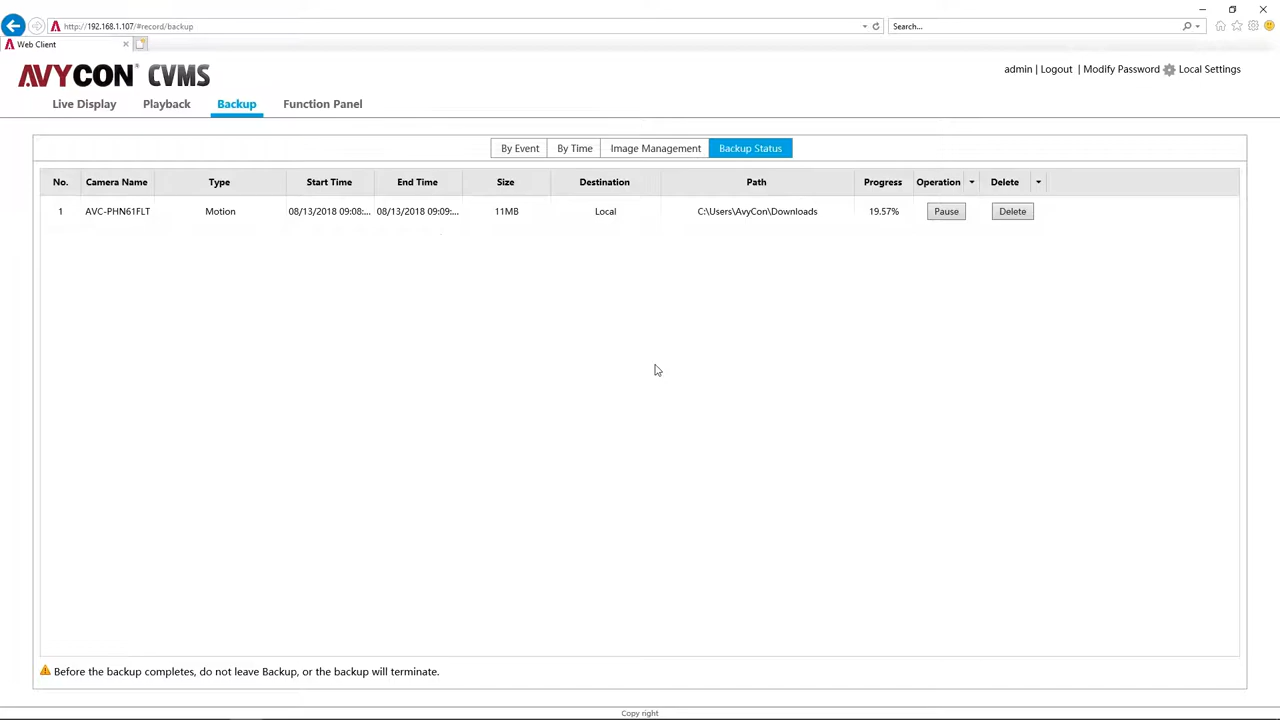 http://192.168.1.107/#record/backup
Search...
Web Client
AVYCON® CVMS
admin | Logout | Modify Password Local Settings
Live Display Playback Backup Function Panel
By Event By Time Image Management Backup Status
No. Camera Name Type Start Time End Time Size Destination Path Progress Operation Delete
1 AVC-PHN61FLT Motion 08/13/2018 09:08:... 08/13/2018 09:09:... 11MB Local C:\Users\AvyCon\Downloads 19.57% Pause Delete
Before the backup completes, do not leave Backup, or the backup will terminate.
Copy right